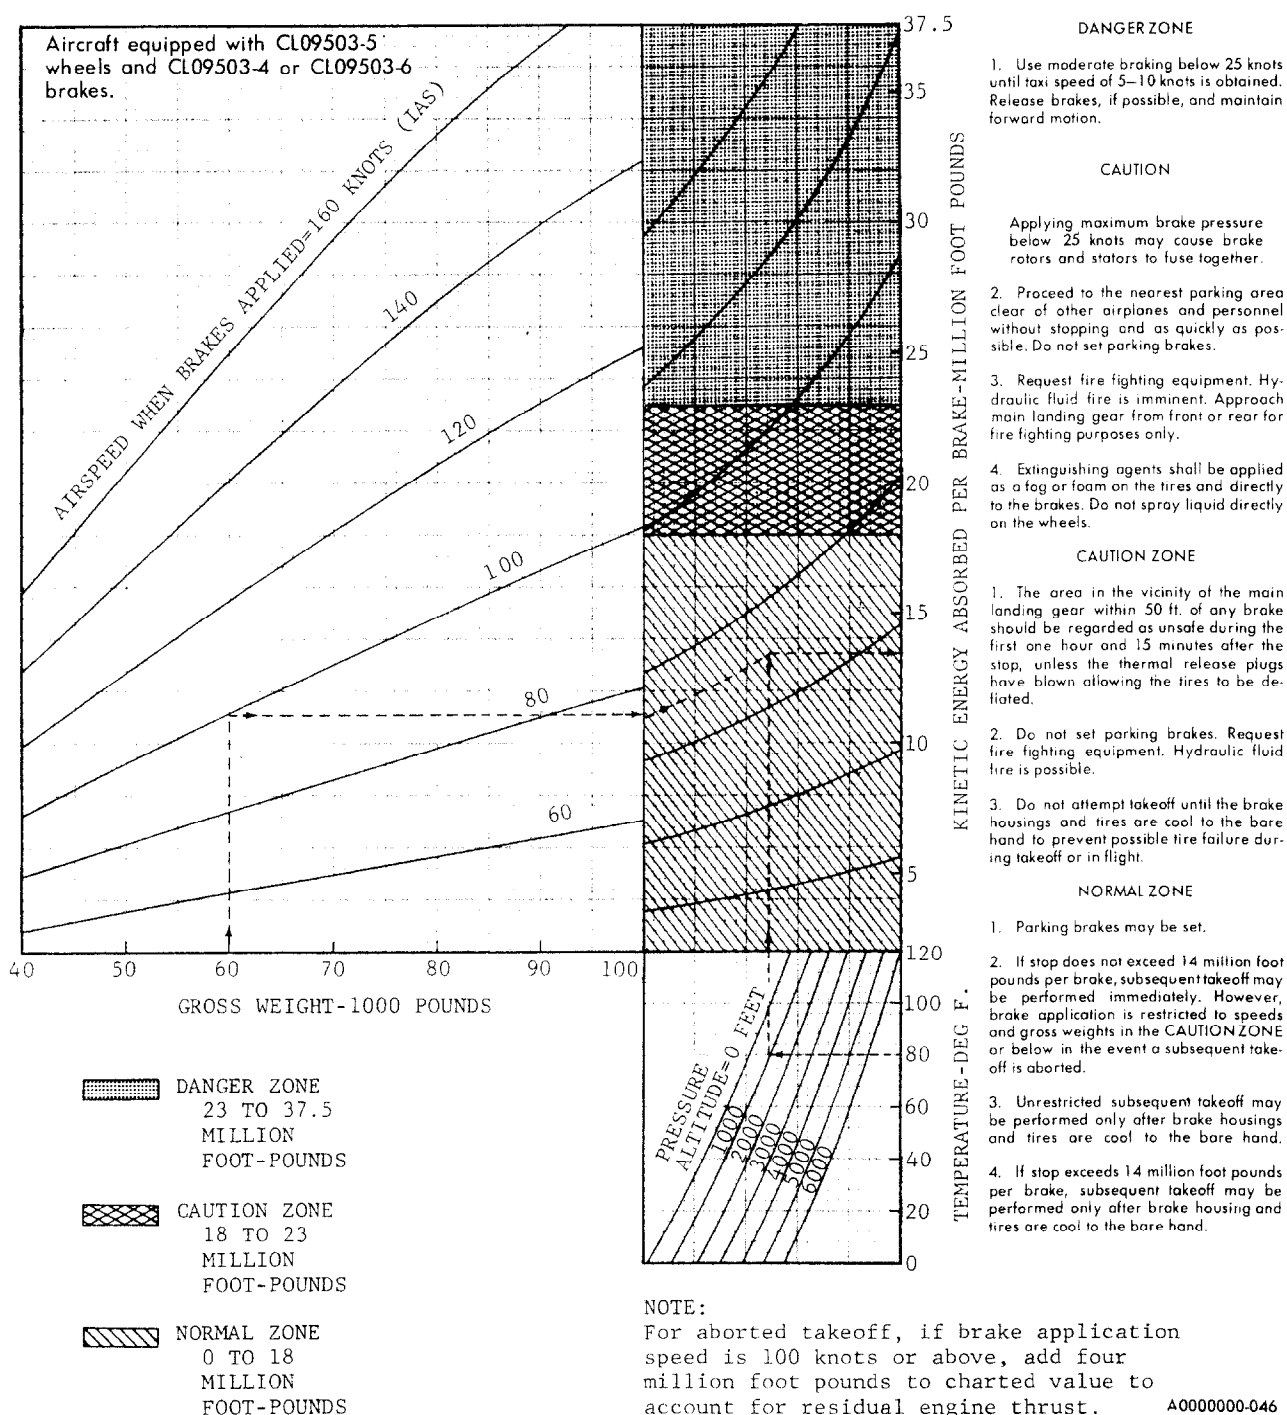 Aircraft equipped with CL09503-5
wheels and CL09503-4 or CL09503-6
brakes.
AIRSPEED WHEN BRAKES APPLIED=160 KNOTS (IAS)
140
120
100
80
60
40
50
60
70
80
90
100
GROSS WEIGHT-1000 POUNDS
37.5
35
30
25
20
15
10
5
KINETIC ENERGY ABSORBED PER BRAKE-MILLION FOOT POUNDS
120
100
80
60
40
20
0
TEMPERATURE-DEG F.
PRESSURE
ALTITUDE=0 FEET
1000
2000
3000
4000
5000
6000
DANGER ZONE
23 TO 37.5
MILLION
FOOT-POUNDS
CAUTION ZONE
18 TO 23
MILLION
FOOT-POUNDS
NORMAL ZONE
0 TO 18
MILLION
FOOT-POUNDS
DANGER ZONE
1. Use moderate braking below 25 knots
until taxi speed of 5-10 knots is obtained.
Release brakes, if possible, and maintain
forward motion.
CAUTION
Applying maximum brake pressure
below 25 knots may cause brake
rotors and stators to fuse together.
2. Proceed to the nearest parking area
clear of other airplanes and personnel
without stopping and as quickly as pos-
sible. Do not set parking brakes.
3. Request fire fighting equipment. Hy-
draulic fluid fire is imminent. Approach
main landing gear from front or rear for
fire fighting purposes only.
4. Extinguishing agents shall be applied
as a fog or foam on the tires and directly
to the brakes. Do not spray liquid directly
on the wheels.
CAUTION ZONE
1. The area in the vicinity of the main
landing gear within 50 ft. of any brake
should be regarded as unsafe during the
first one hour and 15 minutes after the
stop, unless the thermal release plugs
have blown allowing the tires to be de-
flated.
2. Do not set parking brakes. Request
fire fighting equipment. Hydraulic fluid
fire is possible.
3. Do not attempt takeoff until the brake
housings and tires are cool to the bare
hand to prevent possible tire failure dur-
ing takeoff or in flight.
NORMAL ZONE
1. Parking brakes may be set.
2. If stop does not exceed 14 million foot
pounds per brake, subsequent takeoff may
be performed immediately. However,
brake application is restricted to speeds
and gross weights in the CAUTION ZONE
or below in the event a subsequent take-
off is aborted.
3. Unrestricted subsequent takeoff may
be performed only after brake housings
and tires are cool to the bare hand.
4. If stop exceeds 14 million foot pounds
per brake, subsequent takeoff may be
performed only after brake housing and
tires are cool to the bare hand.
NOTE:
For aborted takeoff, if brake application
speed is 100 knots or above, add four
million foot pounds to charted value to
account for residual engine thrust.
A0000000-046